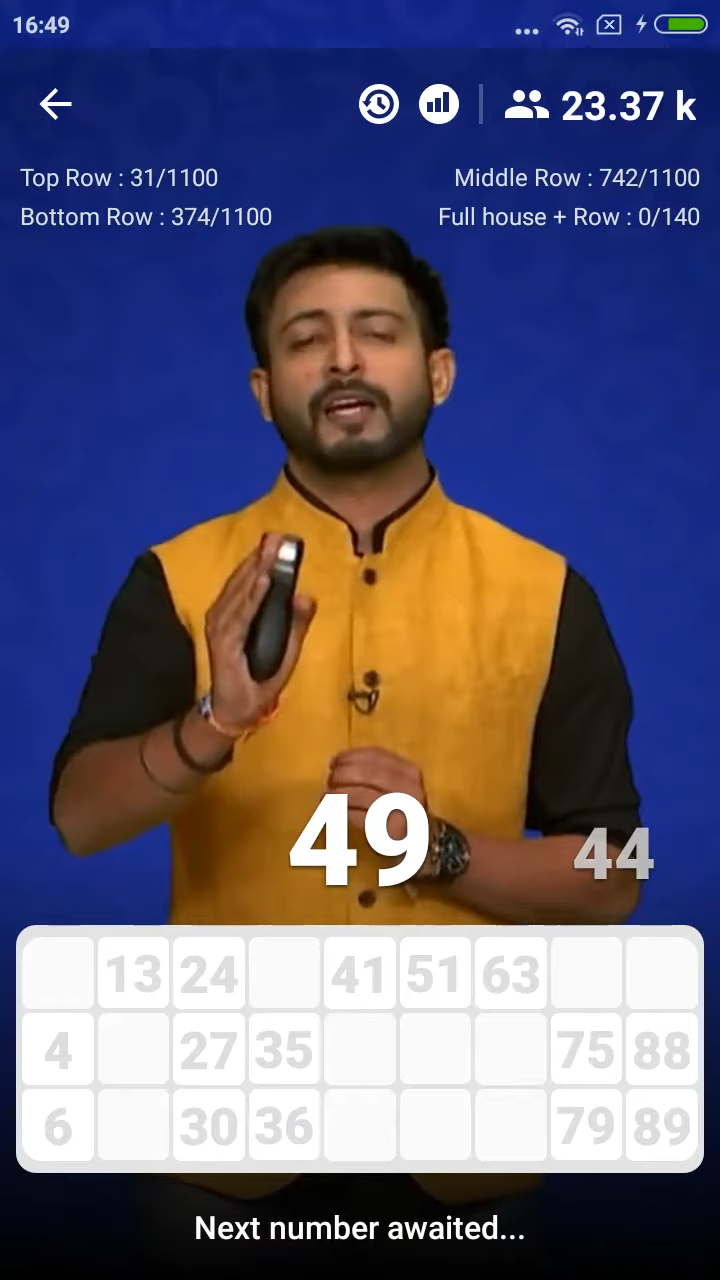 16:49
23.37 k
Top Row : 31/1100
Middle Row : 742/1100
Bottom Row : 374/1100
Full house + Row : 0/140
49
44
13 24 41 51 63
4 27 35 75 88
6 30 36 79 89
Next number awaited...